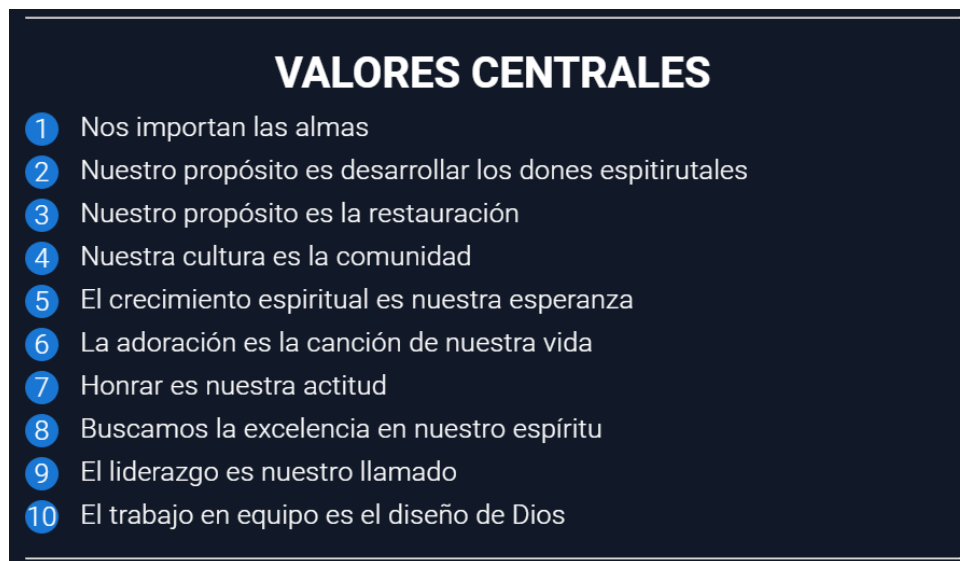 VALORES CENTRALES
1 Nos importan las almas
2 Nuestro propósito es desarrollar los dones espitirutales
3 Nuestro propósito es la restauración
4 Nuestra cultura es la comunidad
5 El crecimiento espiritual es nuestra esperanza
6 La adoración es la canción de nuestra vida
7 Honrar es nuestra actitud
8 Buscamos la excelencia en nuestro espíritu
9 El liderazgo es nuestro llamado
10 El trabajo en equipo es el diseño de Dios